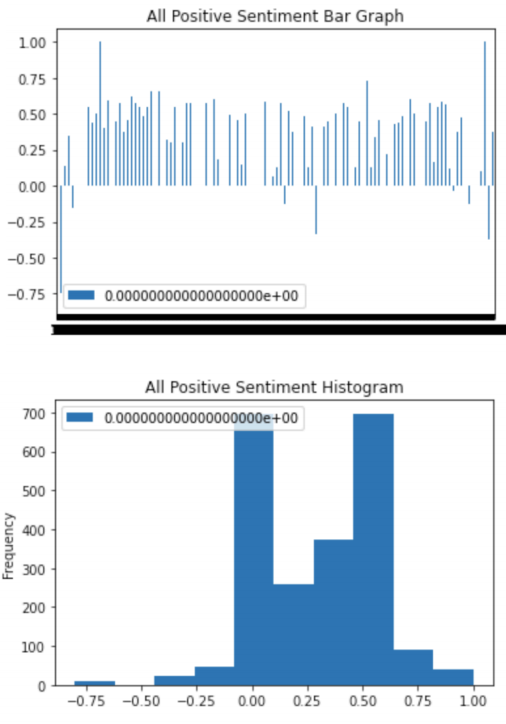 All Positive Sentiment Bar Graph
1.00
0.75
0.50
0.25
0.00
−0.25
−0.50
−0.75
0.000000000000000000e+00
All Positive Sentiment Histogram
700
600
500
400
300
200
100
0
Frequency
0.000000000000000000e+00
−0.75 −0.50 −0.25 0.00 0.25 0.50 0.75 1.00